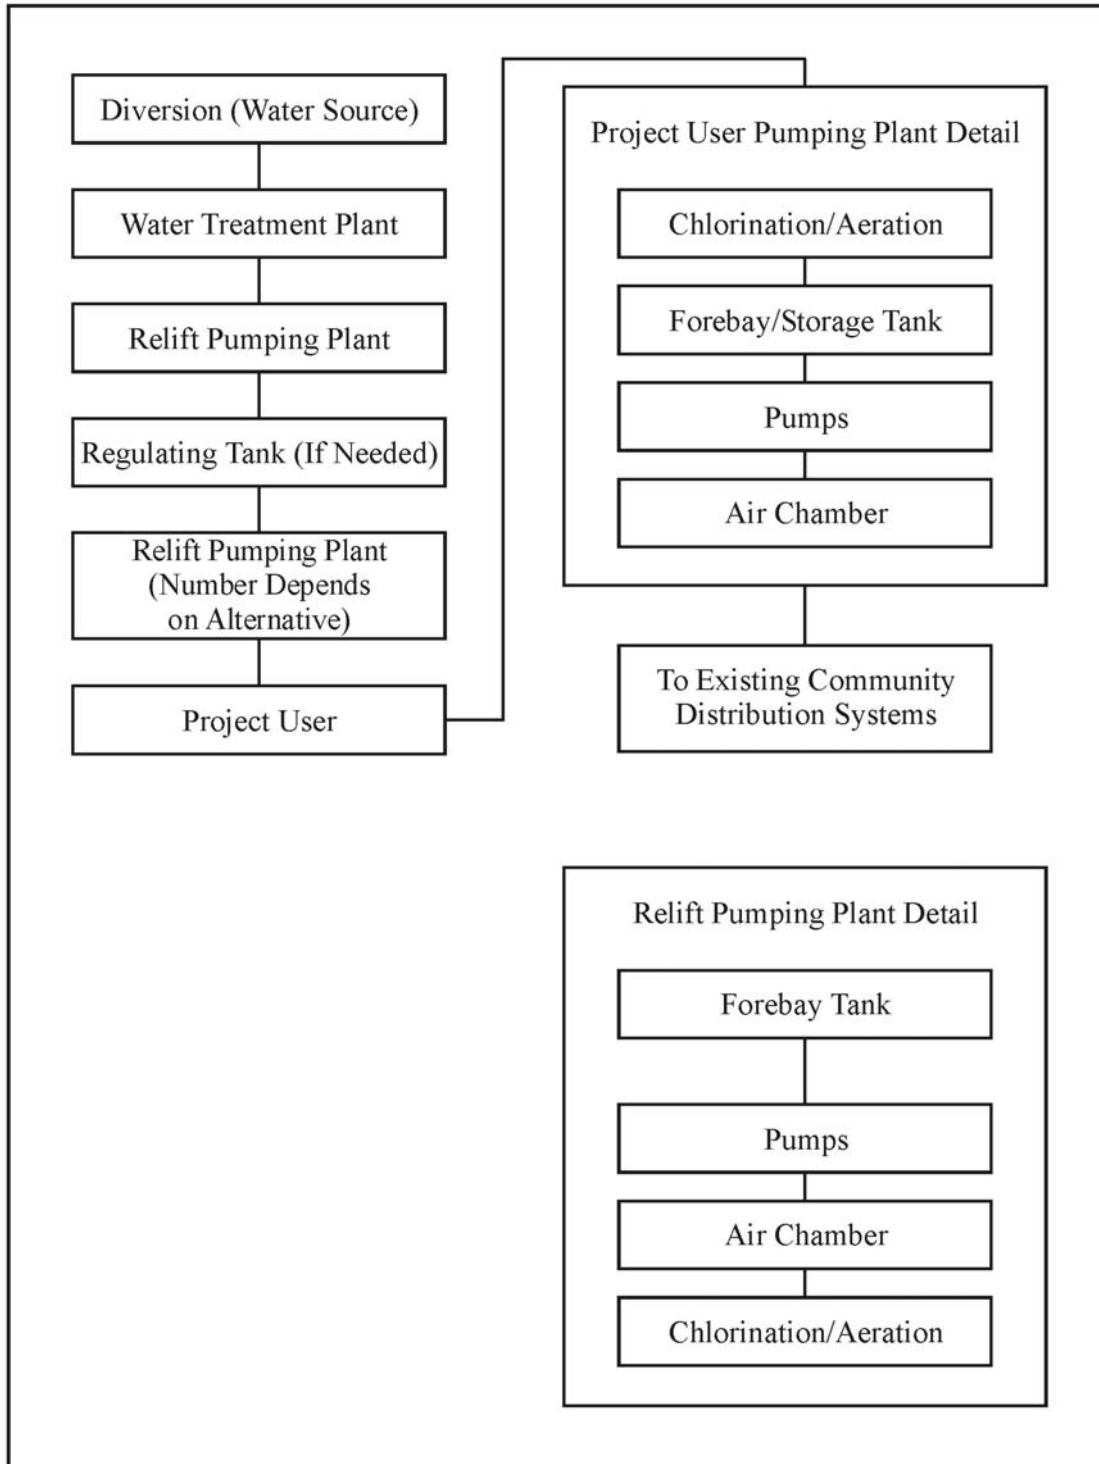 Diversion (Water Source)
Water Treatment Plant
Relift Pumping Plant
Regulating Tank (If Needed)
Relift Pumping Plant
(Number Depends
on Alternative)
Project User
Project User Pumping Plant Detail
Chlorination/Aeration
Forebay/Storage Tank
Pumps
Air Chamber
To Existing Community
Distribution Systems
Relift Pumping Plant Detail
Forebay Tank
Pumps
Air Chamber
Chlorination/Aeration